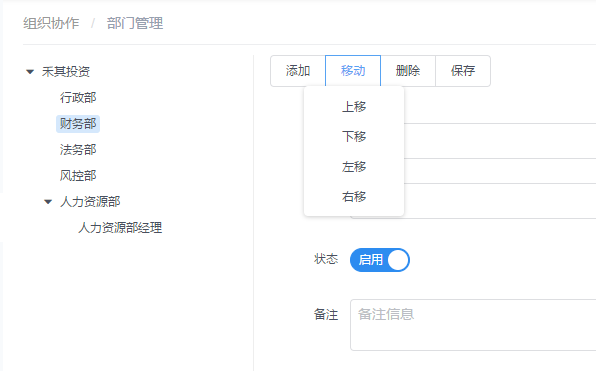 组织协作 / 部门管理
禾其投资
行政部
财务部
法务部
风控部
人力资源部
人力资源部经理
添加 移动 删除 保存
上移
下移
左移
右移
状态 启用
备注 备注信息